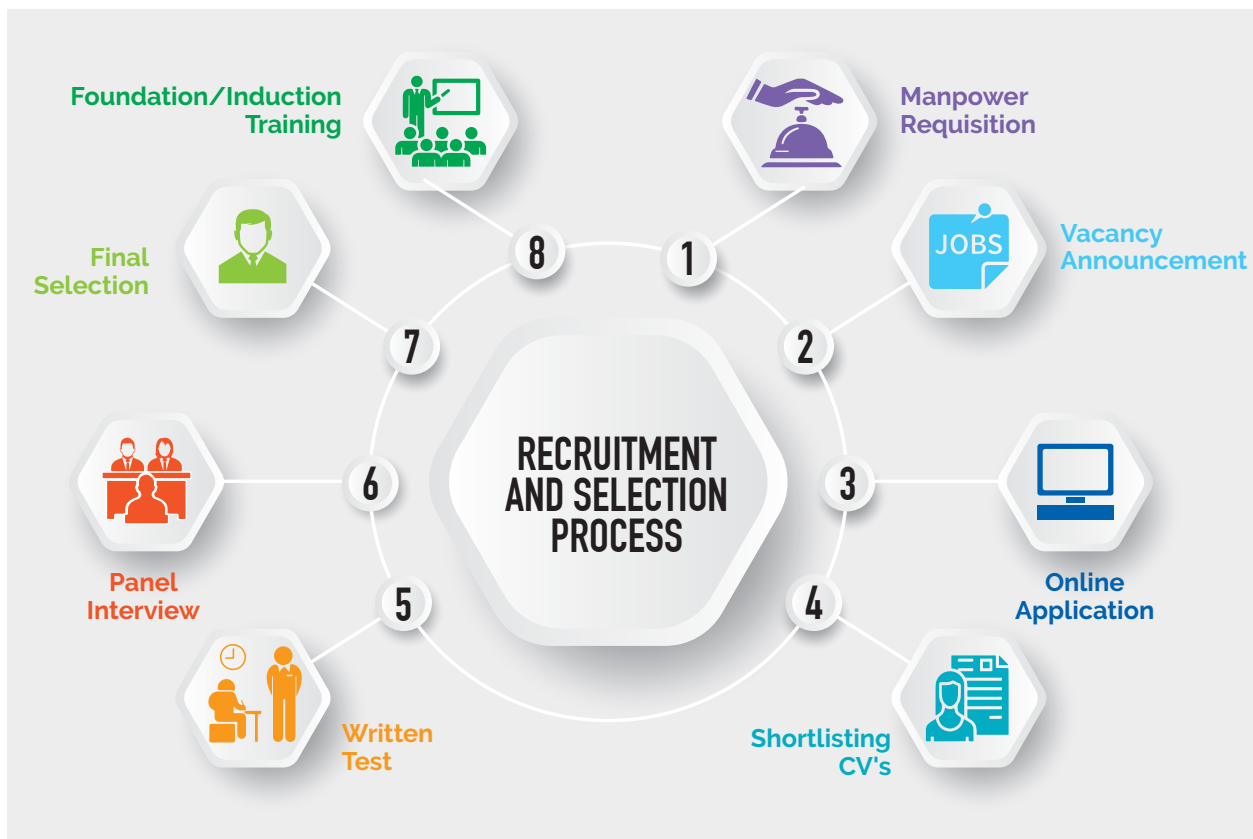 RECRUITMENT
AND SELECTION
PROCESS
1
Manpower
Requisition
2
JOBS
Vacancy
Announcement
3
Online
Application
4
Shortlisting
CV's
5
Written
Test
6
Panel
Interview
7
Final
Selection
8
Foundation/Induction
Training